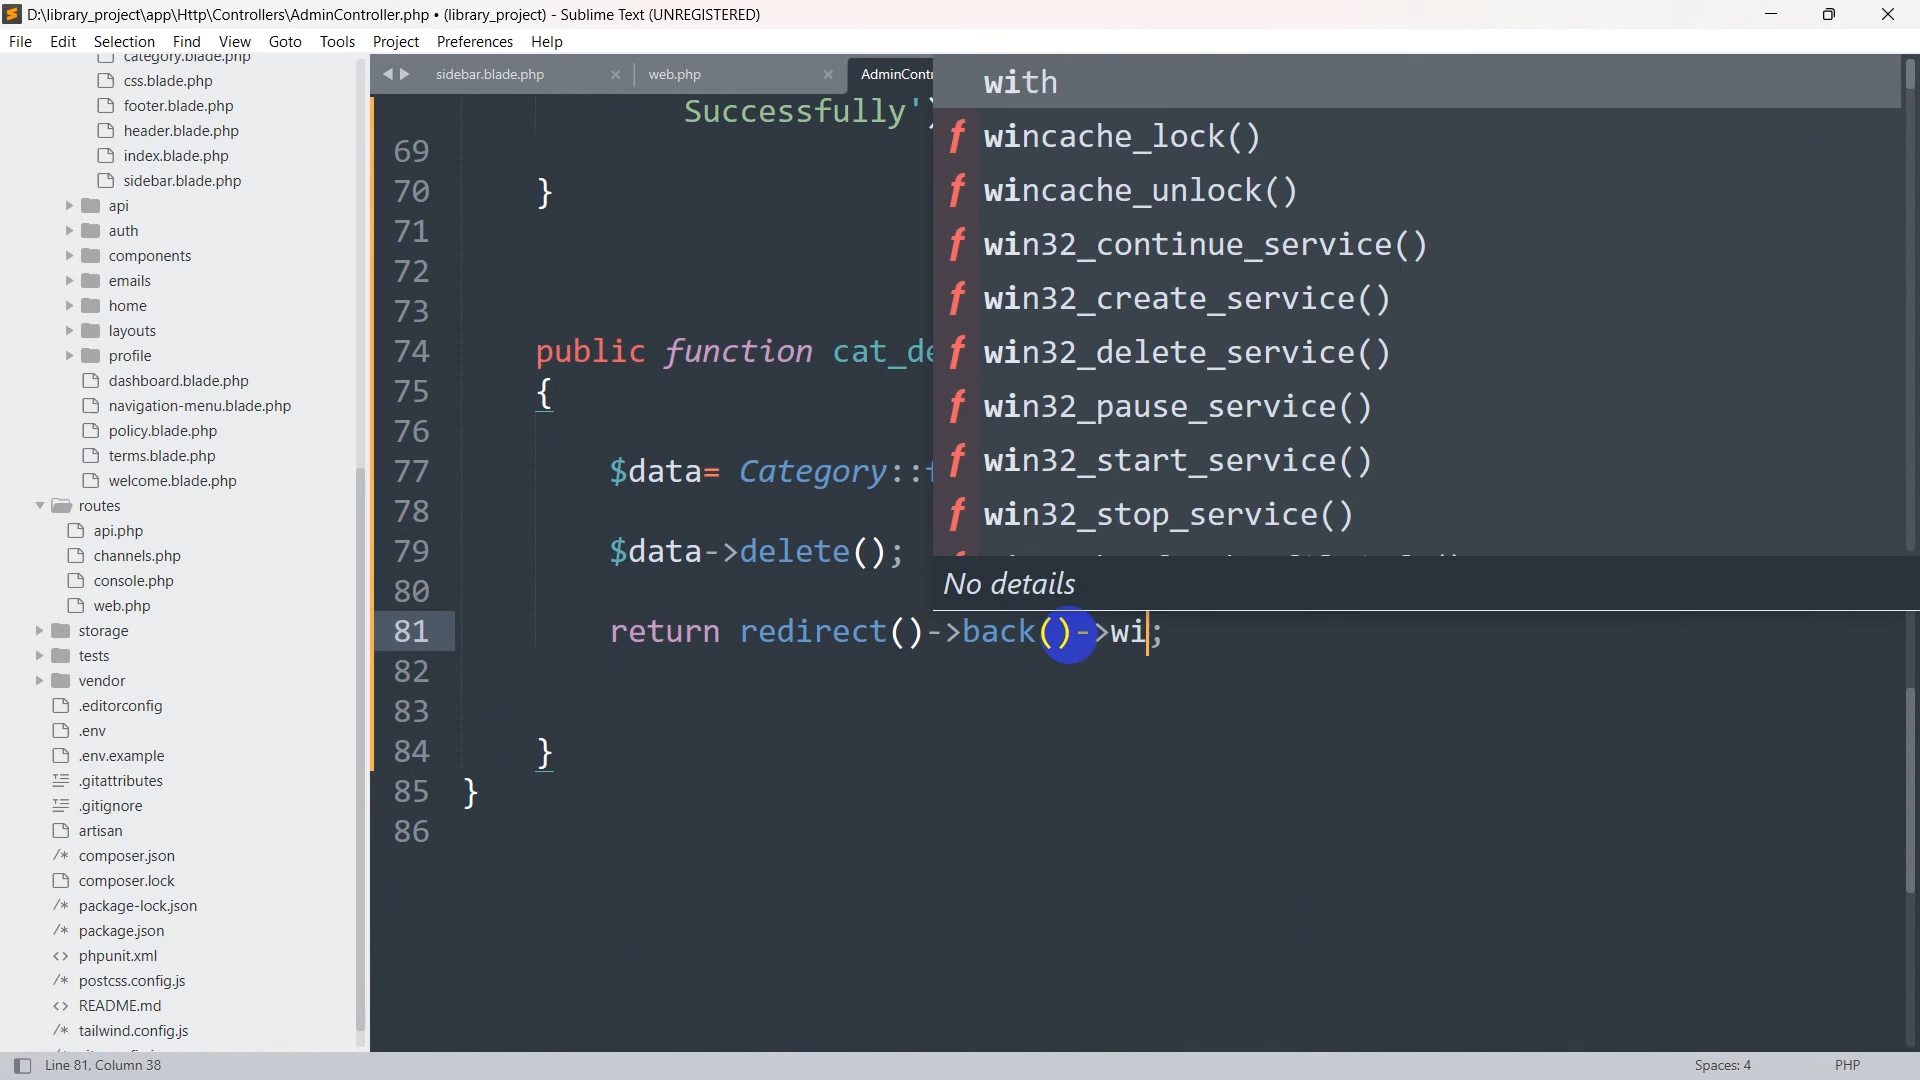 D:\library_project\app\Http\Controllers\AdminController.php • (library_project) - Sublime Text (UNREGISTERED)
File Edit Selection Find View Goto Tools Project Preferences Help
category.blade.php
css.blade.php
footer.blade.php
header.blade.php
index.blade.php
sidebar.blade.php
api
auth
components
emails
home
layouts
profile
dashboard.blade.php
navigation-menu.blade.php
policy.blade.php
terms.blade.php
welcome.blade.php
routes
api.php
channels.php
console.php
web.php
storage
tests
vendor
.editorconfig
.env
.env.example
.gitattributes
.gitignore
artisan
composer.json
composer.lock
package-lock.json
package.json
phpunit.xml
postcss.config.js
README.md
tailwind.config.js
sidebar.blade.php
web.php
AdminContr
Successfully')
69
70 }
71
72
73
74 public function cat_de
75 {
76
77 $data= Category::f
78
79 $data->delete();
80
81 return redirect()->back()->wi;
82
83
84 }
85 }
86
with
f wincache_lock()
f wincache_unlock()
f win32_continue_service()
f win32_create_service()
f win32_delete_service()
f win32_pause_service()
f win32_start_service()
f win32_stop_service()
No details
Line 81, Column 38
Spaces: 4
PHP